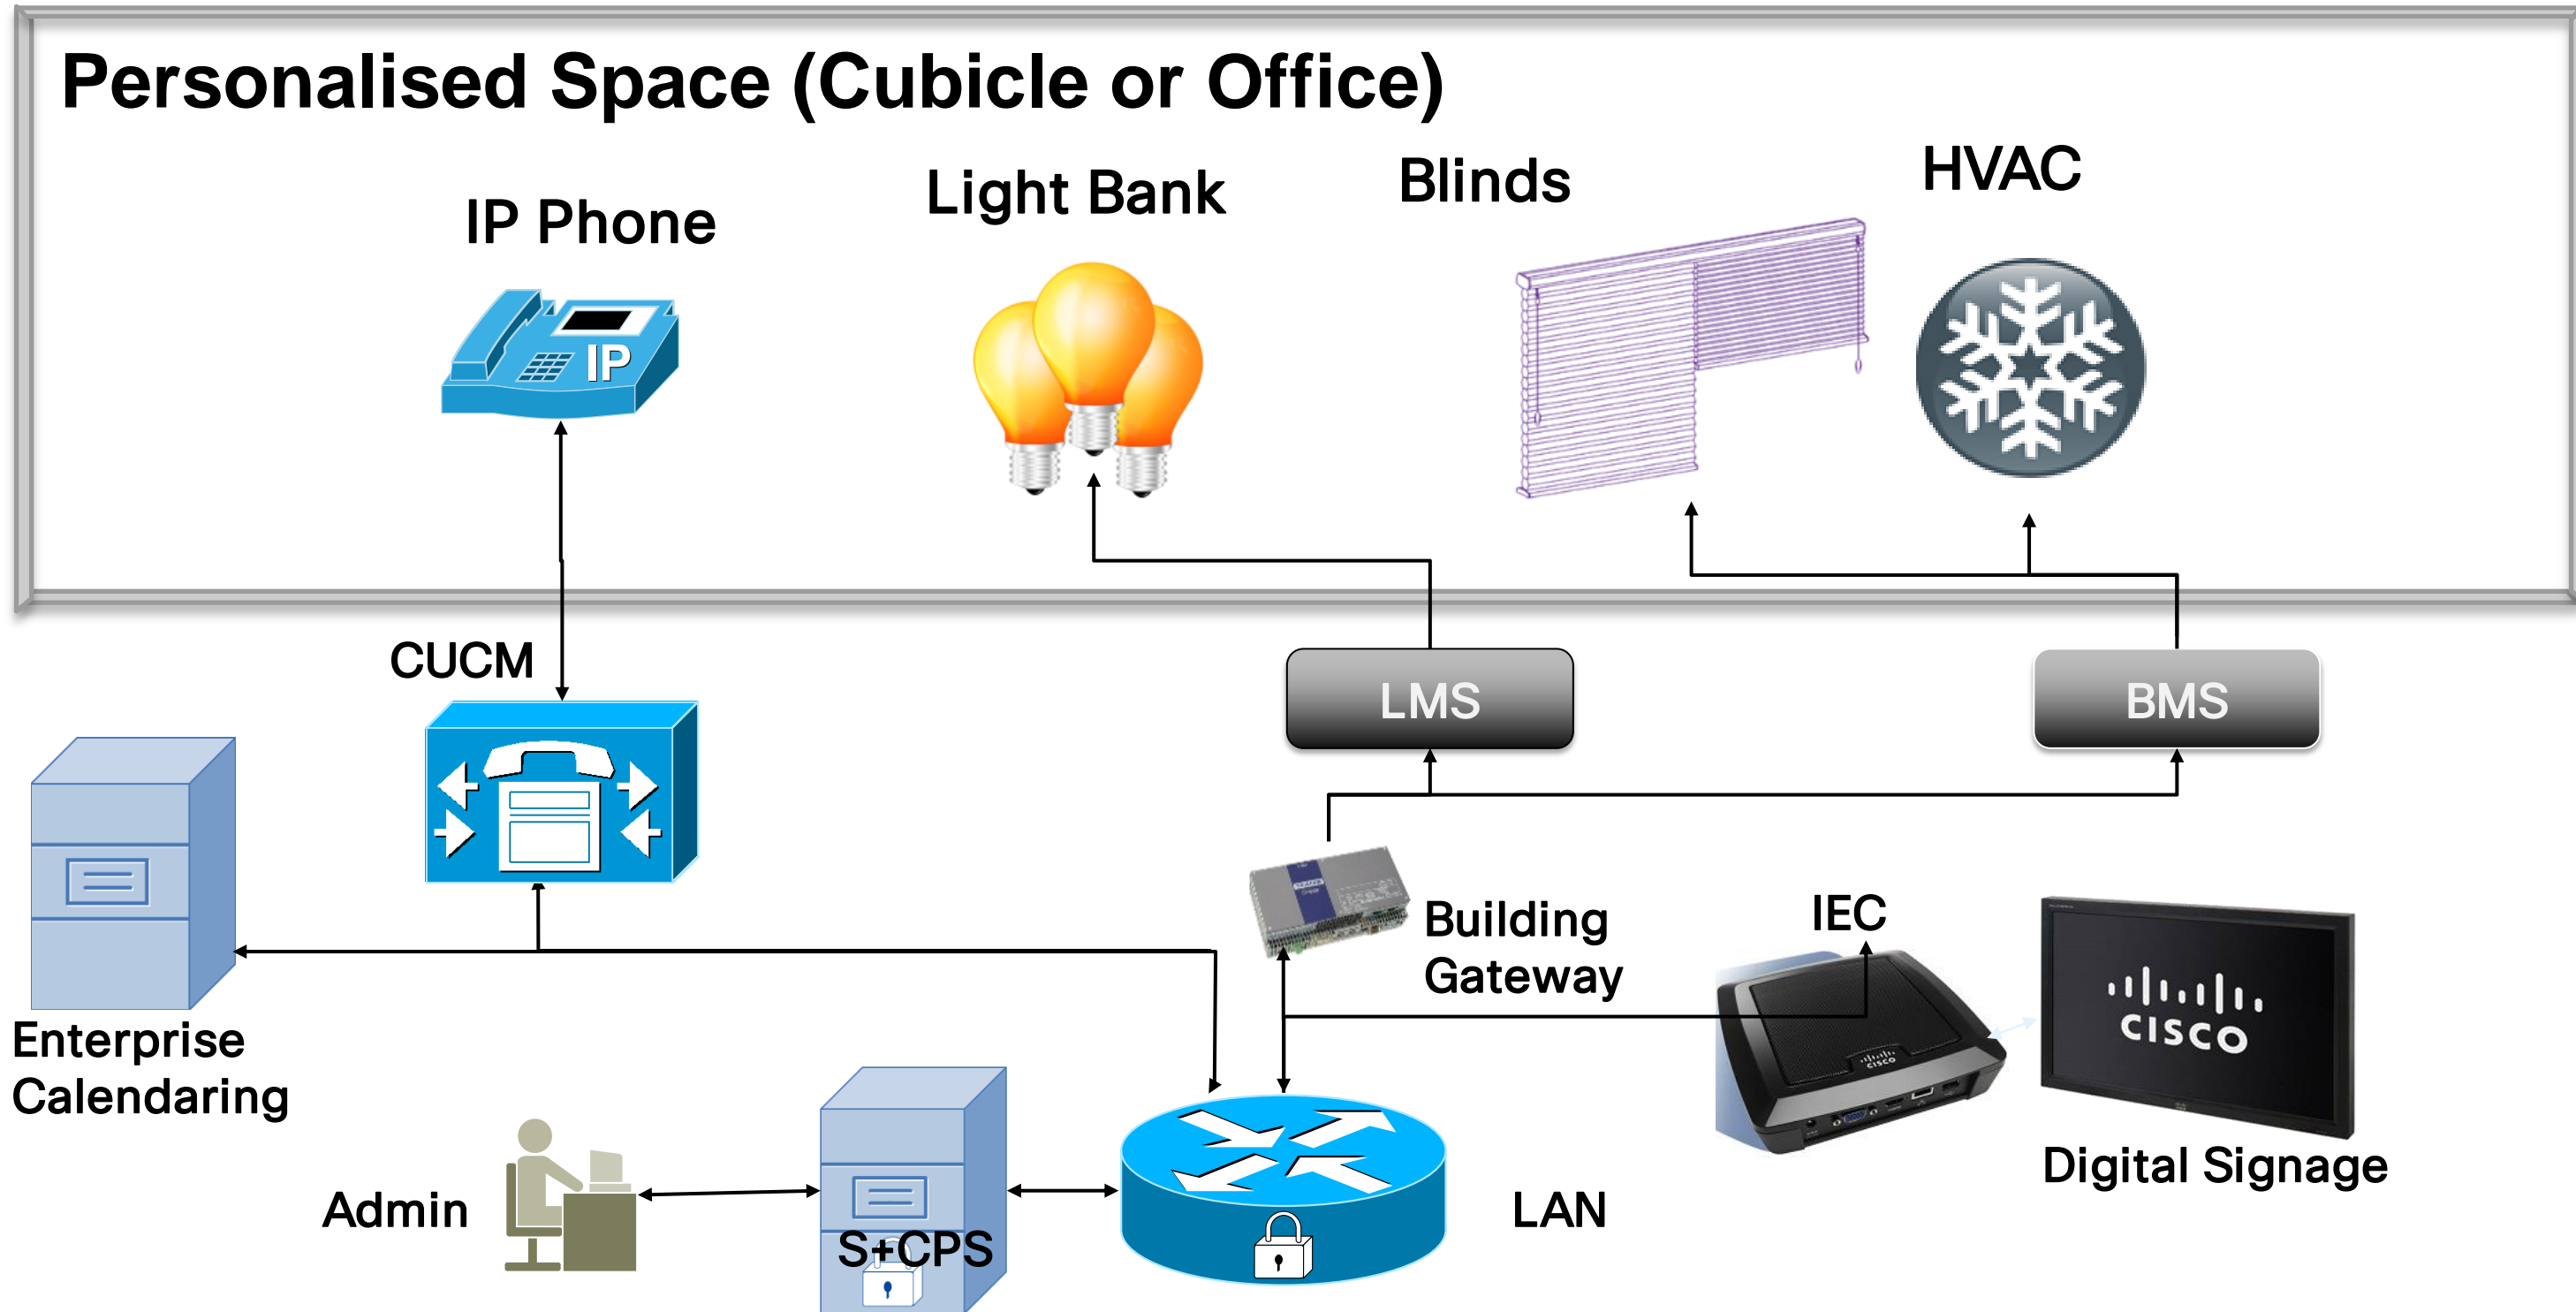 Personalised Space (Cubicle or Office)
IP Phone
Light Bank
Blinds
HVAC
IP
CUCM
LMS
BMS
Building
Gateway
IEC
CISCO
CISCO
Enterprise
Calendaring
Digital Signage
Admin
S+CPS
LAN